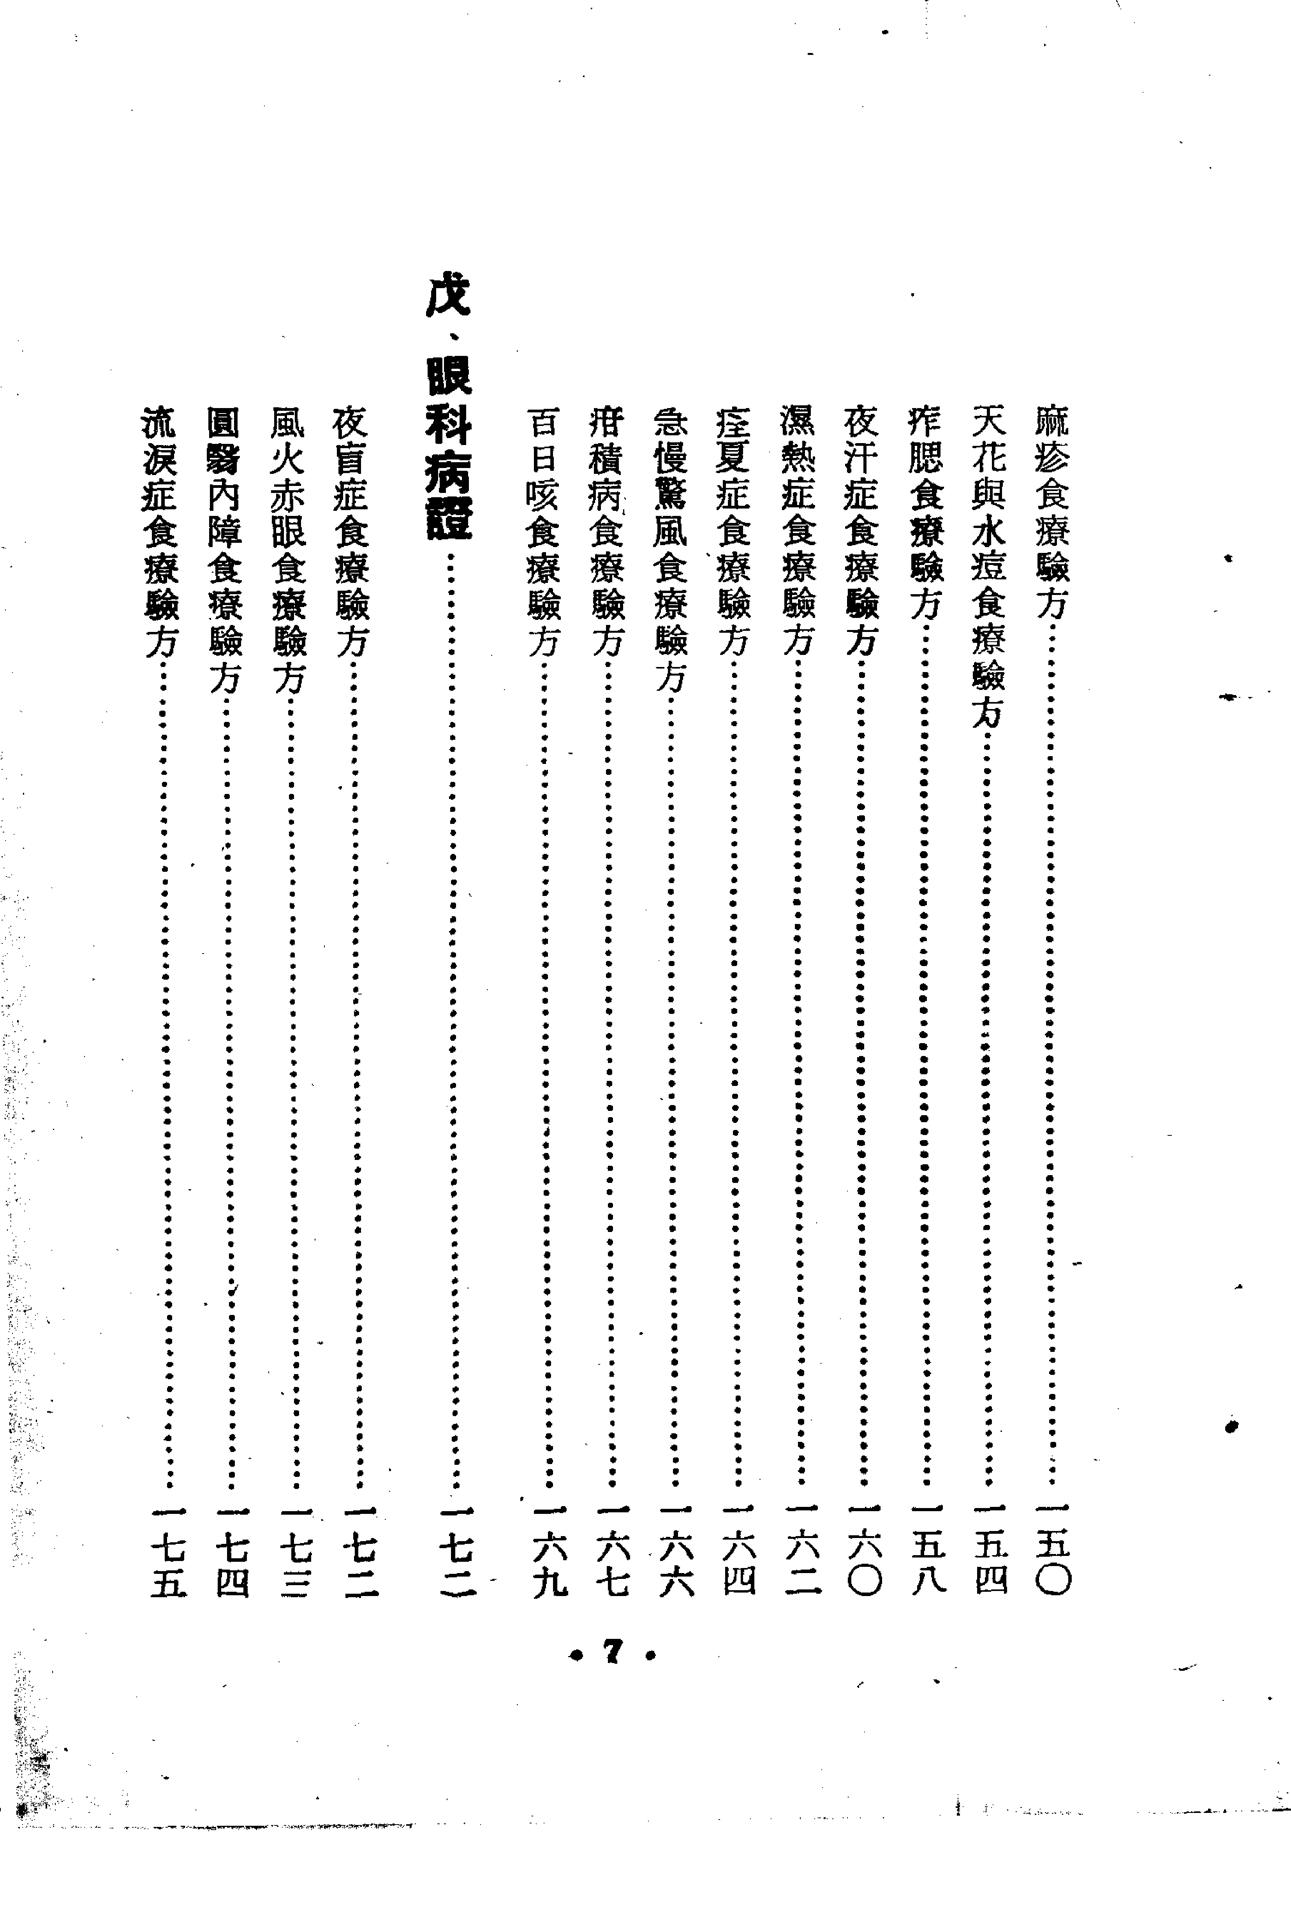 麻疹食療驗方……一五〇
天花與水痘食療驗方……一五四
痄腮食療驗方……一五八
夜汗症食療驗方……一六〇
濕熱症食療驗方……一六二
疰夏症食療驗方……一六四
急慢驚風食療驗方……一六六
疳積病食療驗方……一六七
百日咳食療驗方……一六九
戊、眼科病證……一七二
夜盲症食療驗方……一七二
風火赤眼食療驗方……一七三
圓翳內障食療驗方……一七四
流淚症食療驗方……一七五
• 7 •